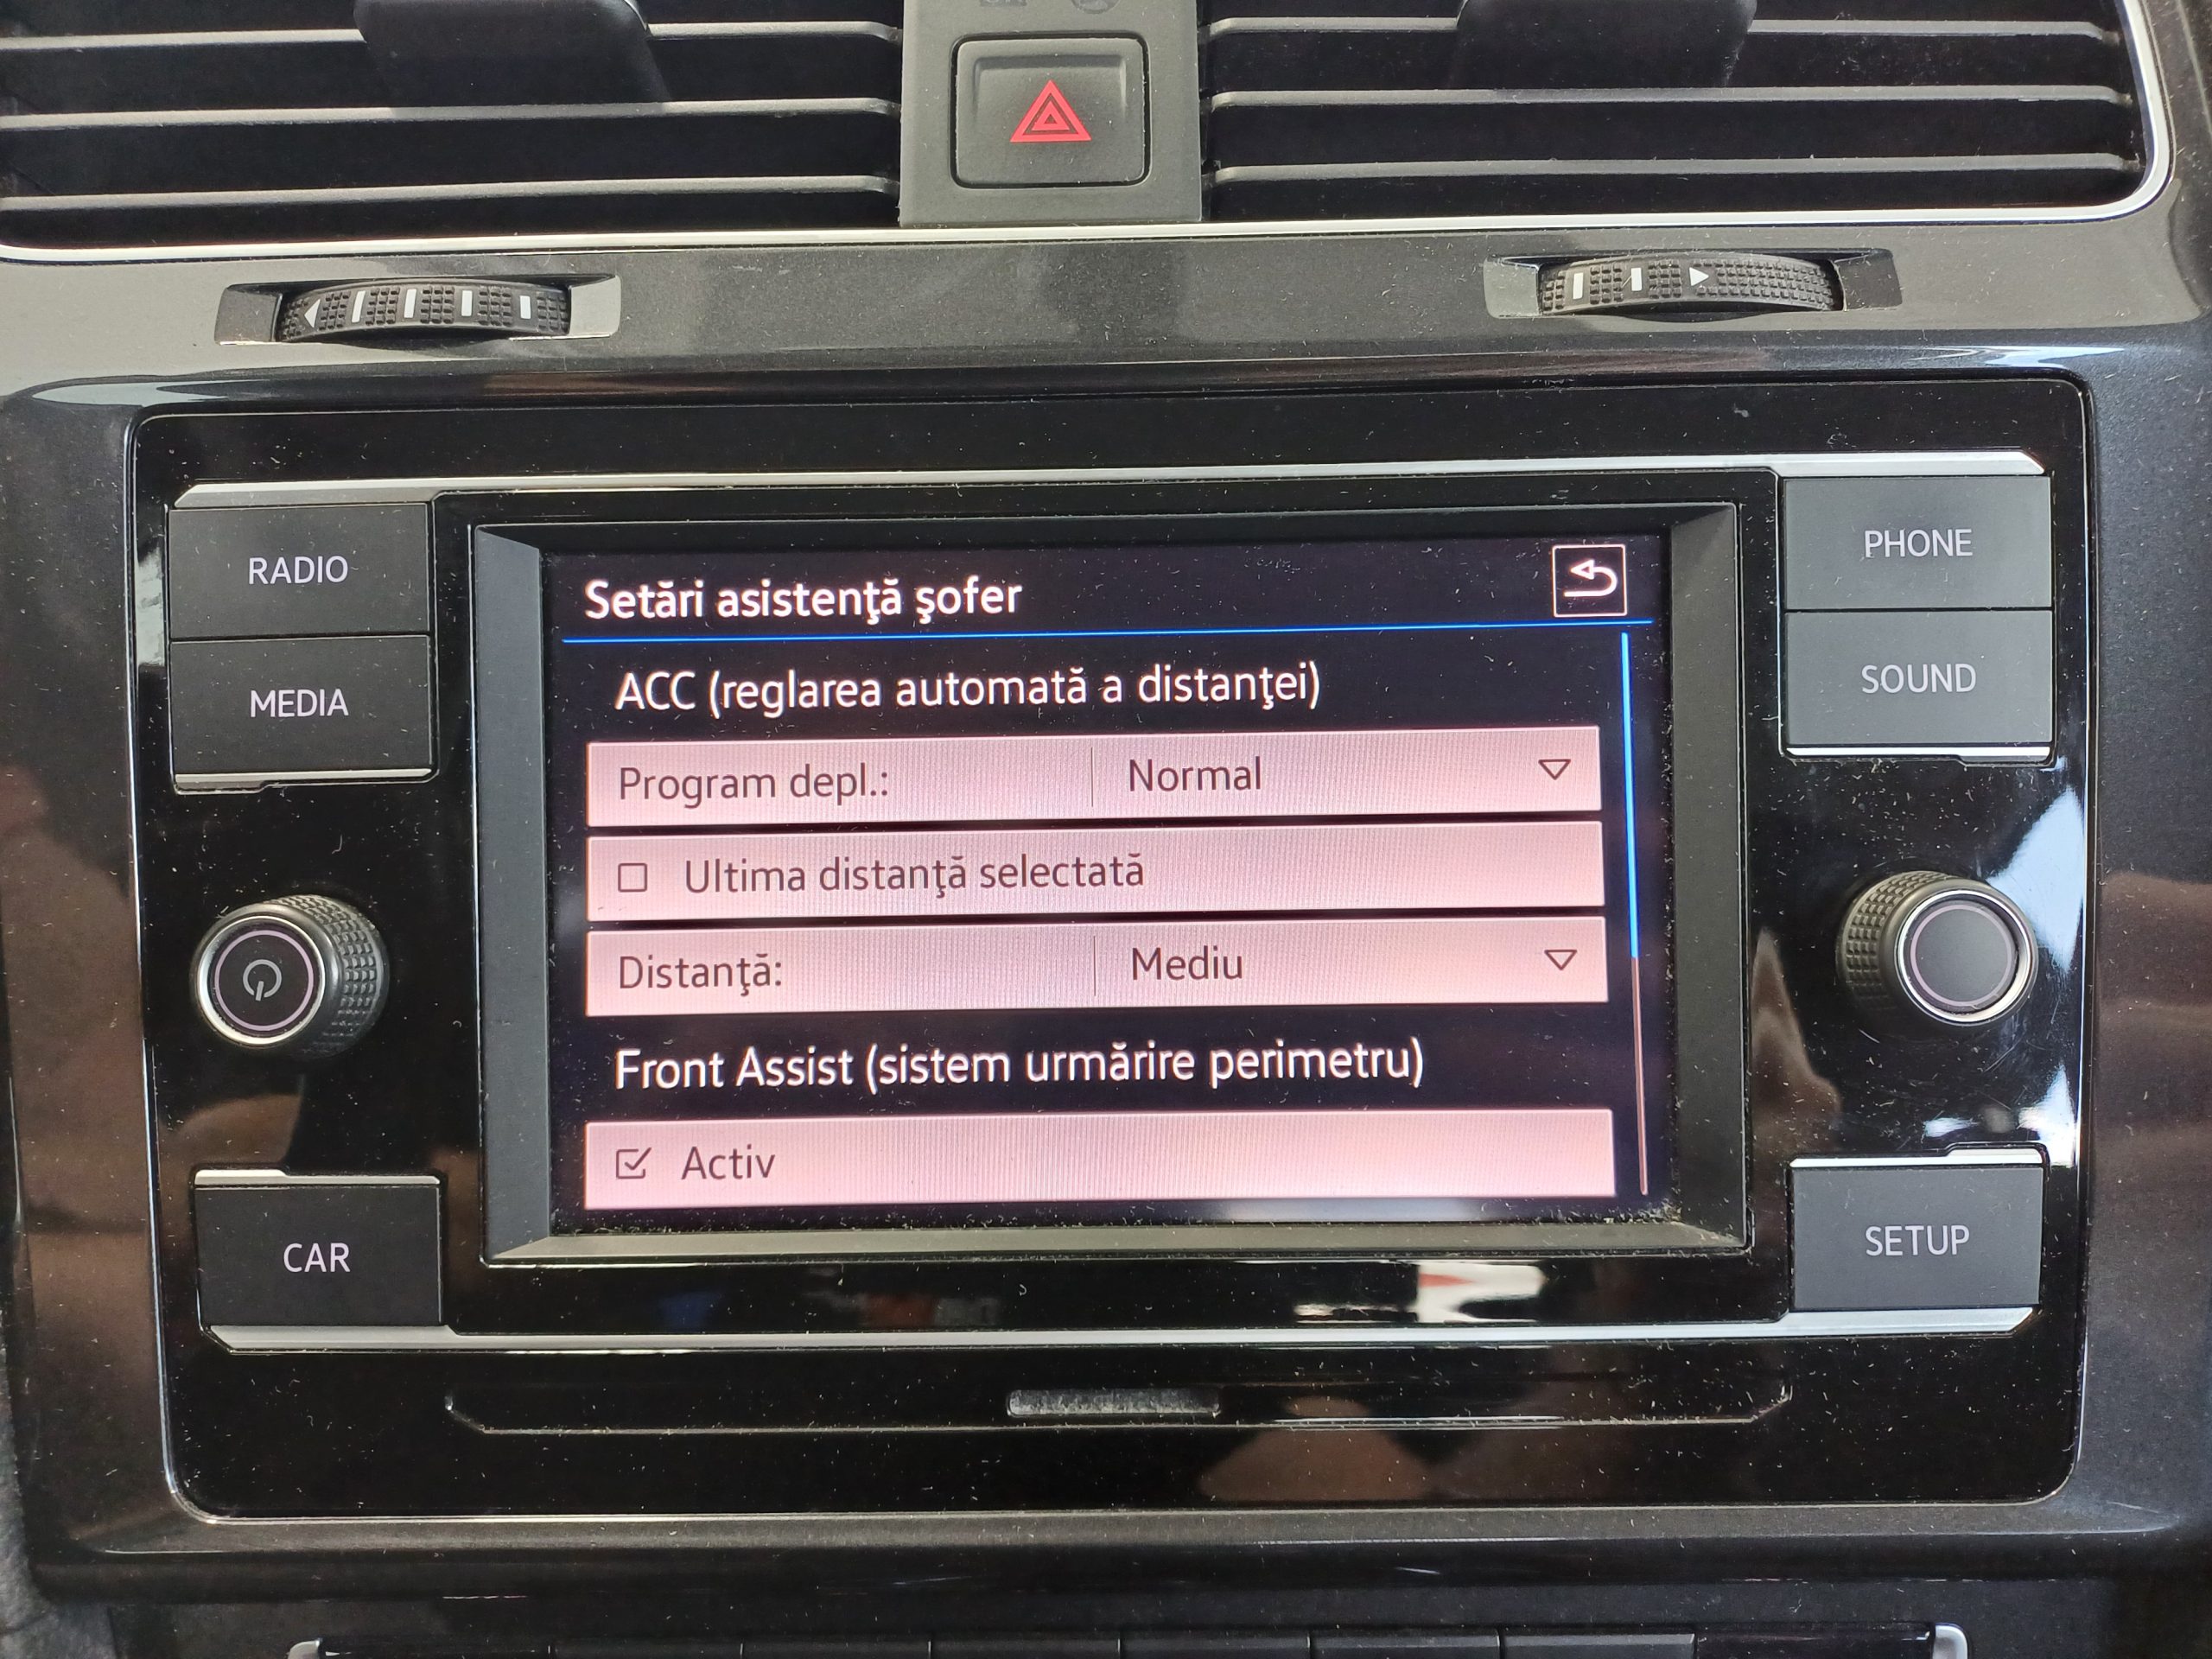 RADIO
MEDIA
CAR
Setări asistenţă şofer
ACC (reglarea automată a distanţei)
Program depl.: Normal
Ultima distanţă selectată
Distanţă: Mediu
Front Assist (sistem urmărire perimetru)
Activ
PHONE
SOUND
SETUP